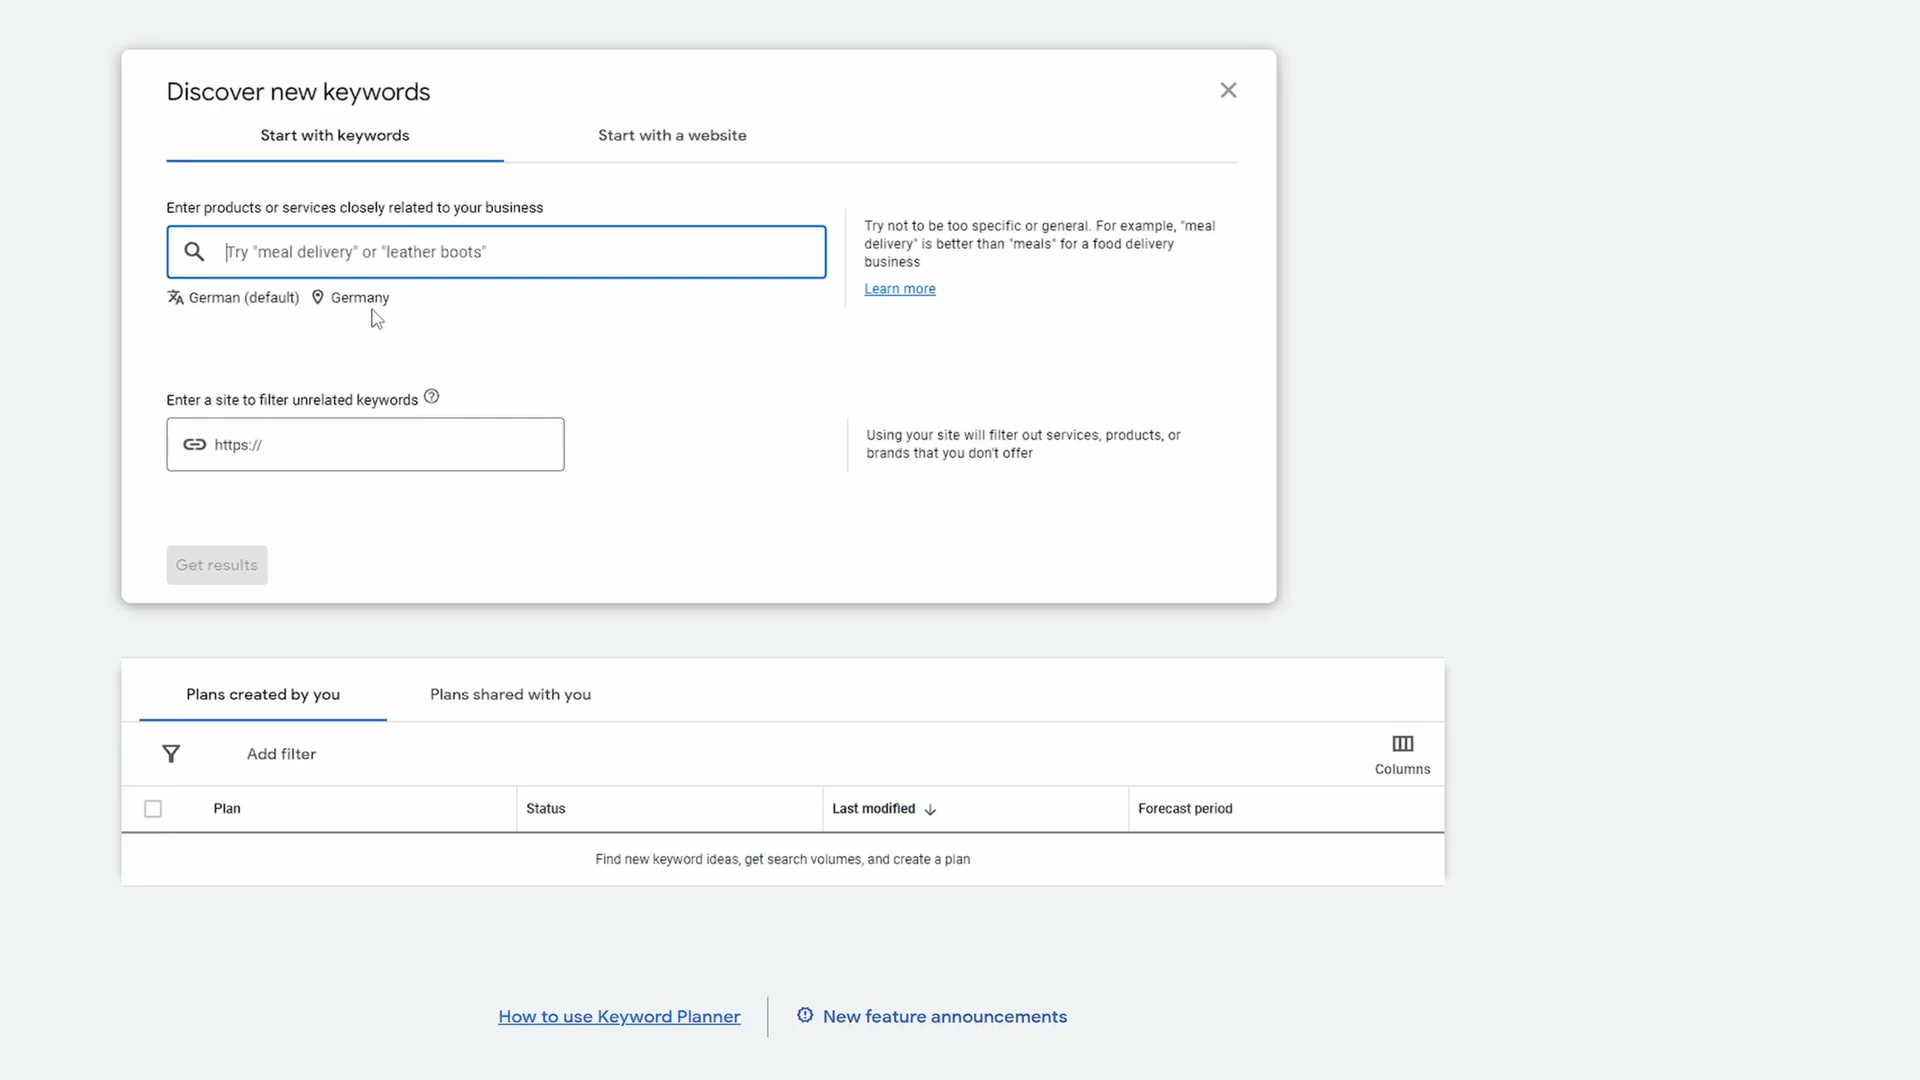 Discover new keywords
Start with keywords
Start with a website
Enter products or services closely related to your business
Try "meal delivery" or "leather boots"
German (default)
Germany
Try not to be too specific or general. For example, "meal
delivery" is better than "meals" for a food delivery
business
Learn more
Enter a site to filter unrelated keywords
https://
Using your site will filter out services, products, or
brands that you don't offer
Get results
Plans created by you
Plans shared with you
Add filter
Columns
Plan
Status
Last modified
Forecast period
Find new keyword ideas, get search volumes, and create a plan
How to use Keyword Planner
New feature announcements